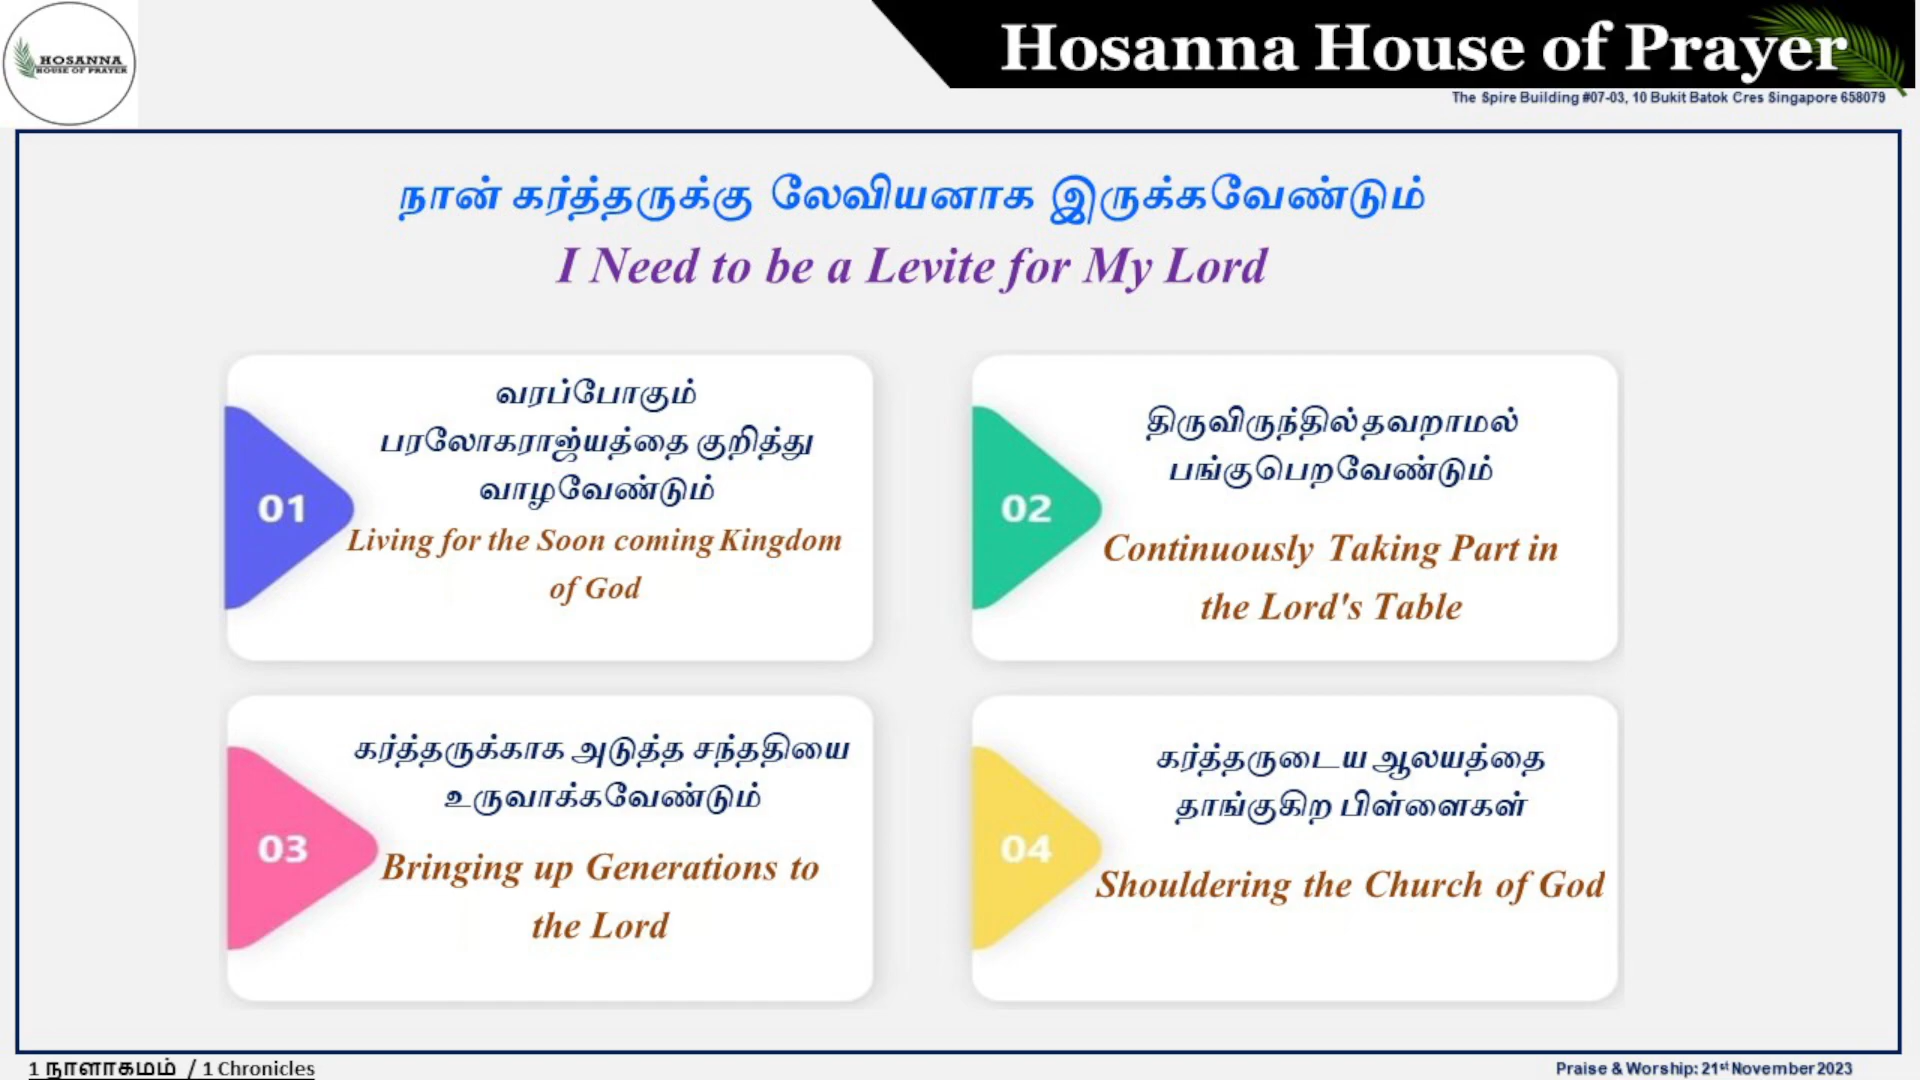 HOSANNA
HOUSE OF PRAYER
Hosanna House of Prayer
The Spire Building #07-03, 10 Bukit Batok Cres Singapore 658079
நான் கர்த்தருக்கு லேவியனாக இருக்கவேண்டும்
I Need to be a Levite for My Lord
01
வரப்போகும்
பரலோகராஜ்யத்தை குறித்து
வாழவேண்டும்
Living for the Soon coming Kingdom
of God
02
திருவிருந்தில் தவறாமல்
பங்குபெறவேண்டும்
Continuously Taking Part in
the Lord's Table
03
கர்த்தருக்காக அடுத்த சந்ததியை
உருவாக்கவேண்டும்
Bringing up Generations to
the Lord
04
கர்த்தருடைய ஆலயத்தை
தாங்குகிற பிள்ளைகள்
Shouldering the Church of God
1 நாளாகமம் / 1 Chronicles
Praise & Worship: 21st November 2023